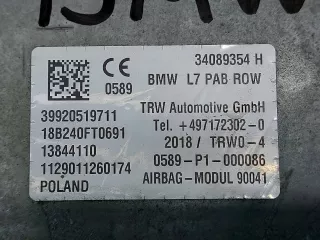 BMW
34089354 H
CE BMW L7 PAB ROW
0589
39920519711 TRW Automotive GmbH
18B240FT0691 Tel. +497172302-0
13844110 2018/ TRW0-4
1129011260174 0589-P1-000086
POLAND AIRBAG-MODUL 90041